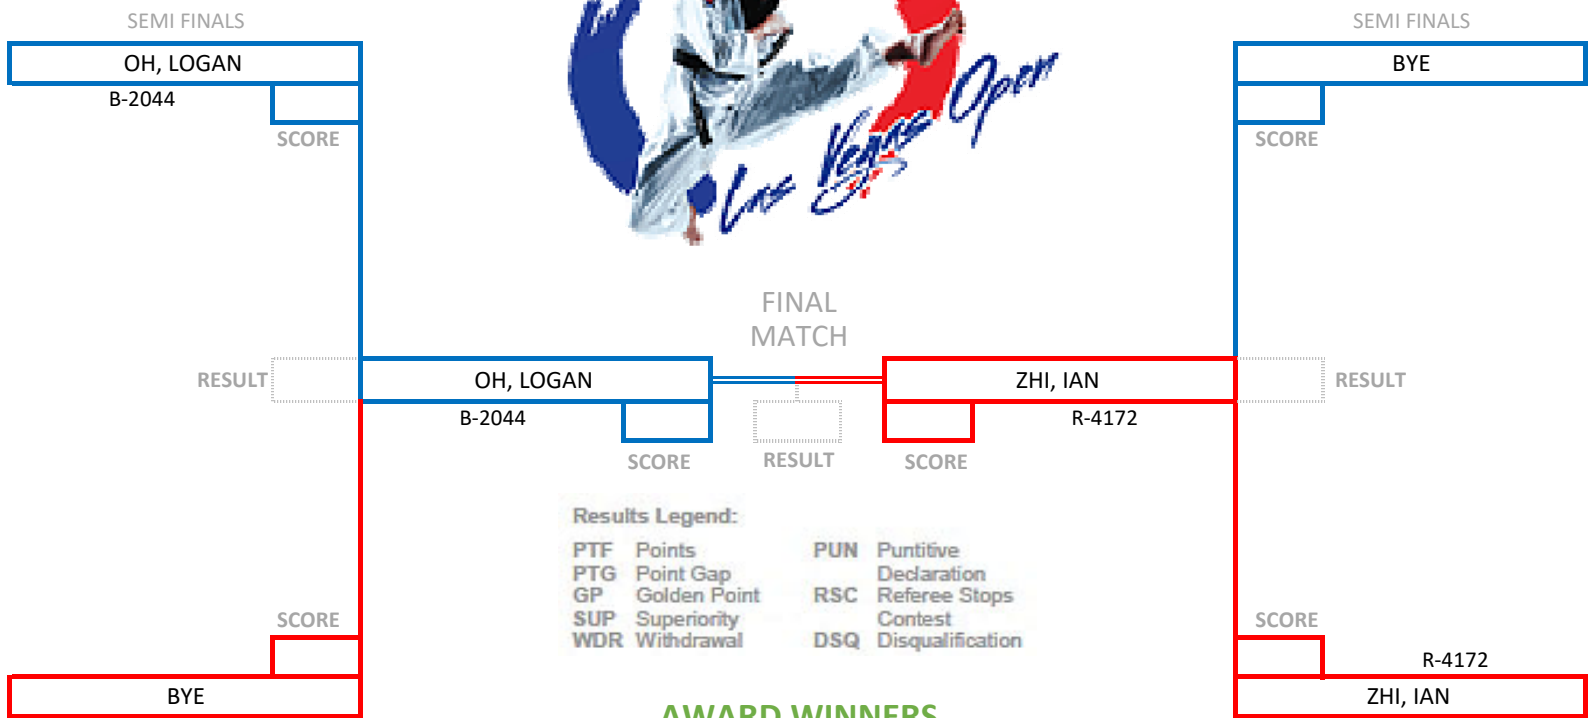 SEMI FINALS
SEMI FINALS
OH, LOGAN
BYE
B-2044
SCORE
SCORE
Las Vegas Open
FINAL
MATCH
RESULT
OH, LOGAN
ZHI, IAN
RESULT
B-2044
R-4172
SCORE
RESULT
SCORE
Results Legend:
PTF Points
PTG Point Gap
GP Golden Point
SUP Superiority
WDR Withdrawal
PUN Puntitive
Declaration
RSC Referee Stops
Contest
DSQ Disqualification
SCORE
SCORE
R-4172
BYE
ZHI, IAN
AWARD WINNERS